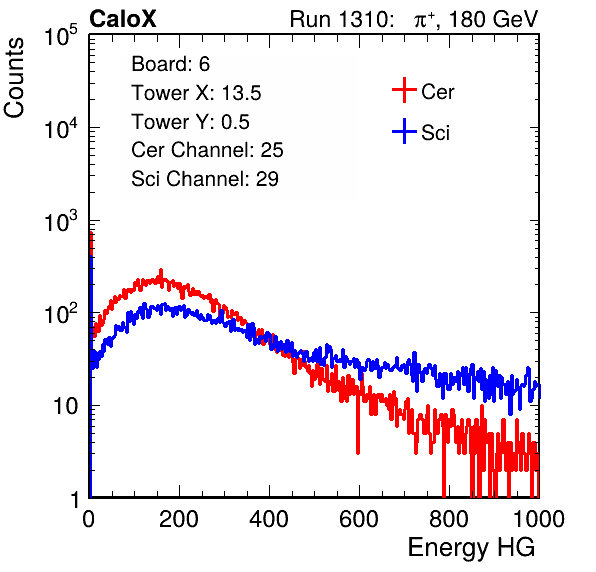 CaloX Run 1310: π⁺, 180 GeV
Counts
Board: 6
Tower X: 13.5
Tower Y: 0.5
Cer Channel: 25
Sci Channel: 29
Cer
Sci
10⁵
10⁴
10³
10²
10
1
0 200 400 600 800 1000
Energy HG